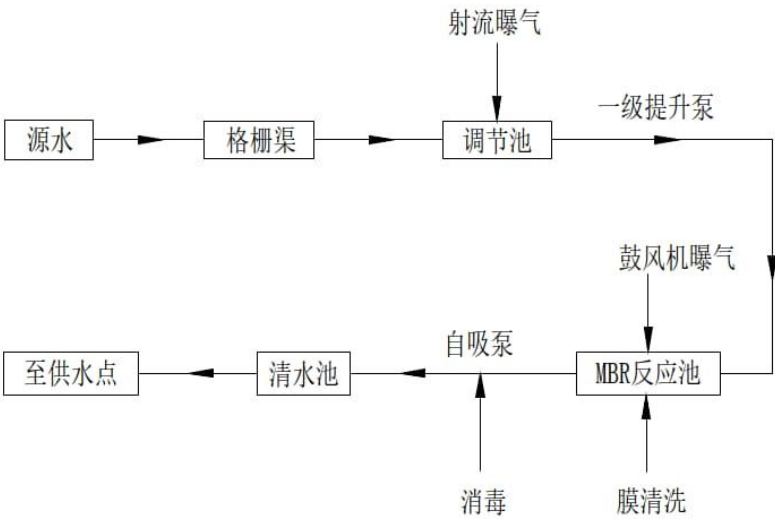 射流曝气
一级提升泵
源水
格栅渠
调节池
鼓风机曝气
自吸泵
至供水点
清水池
MBR反应池
消毒
膜清洗